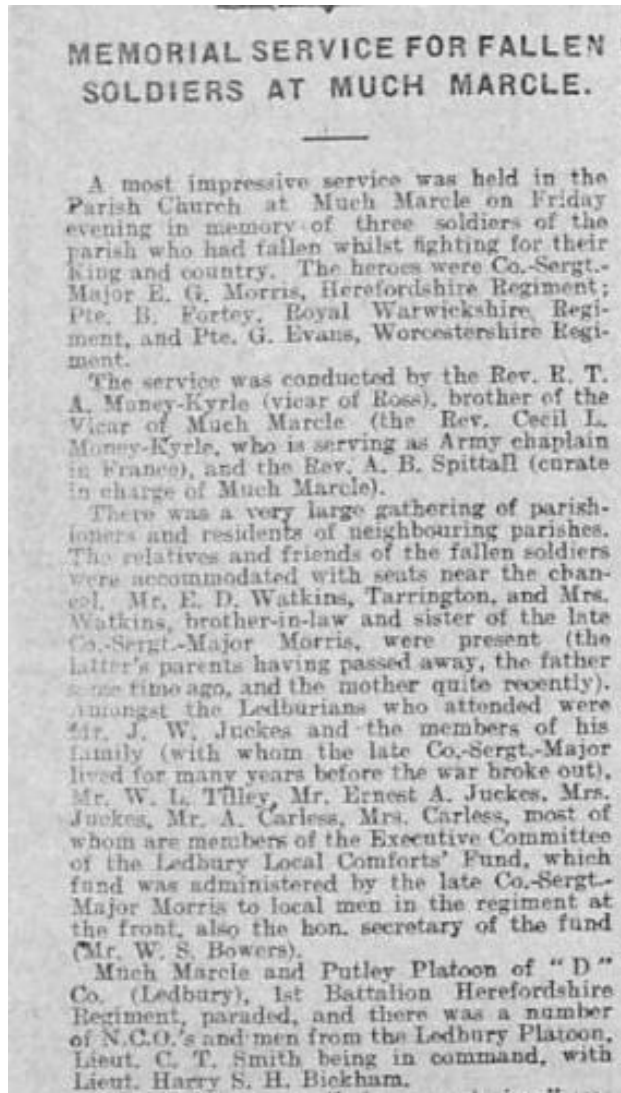 MEMORIAL SERVICE FOR FALLEN
SOLDIERS AT MUCH MARCLE.
A most impressive service was held in the
Parish Church at Much Marcle on Friday
evening in memory of three soldiers of the
parish who had fallen whilst fighting for their
King and country. The heroes were Co.-Sergt.-
Major E. G. Morris, Herefordshire Regiment;
Pte. B. Fortey, Royal Warwickshire Regi-
ment, and Pte. G. Evans, Worcestershire Regi-
ment.
The service was conducted by the Rev. R. T.
A. Money-Kyrle (vicar of Ross), brother of the
Vicar of Much Marcle (the Rev. Cecil L.
Money-Kyrle, who is serving as Army chaplain
in France), and the Rev. A. B. Spittall (curate
in charge of Much Marcle).
There was a very large gathering of parish-
ioners and residents of neighbouring parishes.
The relatives and friends of the fallen soldiers
were accommodated with seats near the chan-
cel. Mr. E. D. Watkins, Tarrington, and Mrs.
Watkins, brother-in-law and sister of the late
Co.-Sergt.-Major Morris, were present (the
latter's parents having passed away, the father
some time ago, and the mother quite recently).
Amongst the Ledburians who attended were
Mr. J. W. Juckes and the members of his
family (with whom the late Co.-Sergt.-Major
lived for many years before the war broke out),
Mr. W. L. Tilley, Mr. Ernest A. Juckes, Mrs.
Juckes, Mr. A. Carless, Mrs. Carless, most of
whom are members of the Executive Committee
of the Ledbury Local Comforts' Fund, which
fund was administered by the late Co.-Sergt.-
Major Morris to local men in the regiment at
the front, also the hon. secretary of the fund
(Mr. W. S. Bowers).
Much Marcle and Putley Platoon of "D"
Co. (Ledbury), 1st Battalion Herefordshire
Regiment, paraded, and there was a number
of N.C.O.'s and men from the Ledbury Platoon,
Lieut. C. T. Smith being in command, with
Lieut. Harry S. H. Bickham.